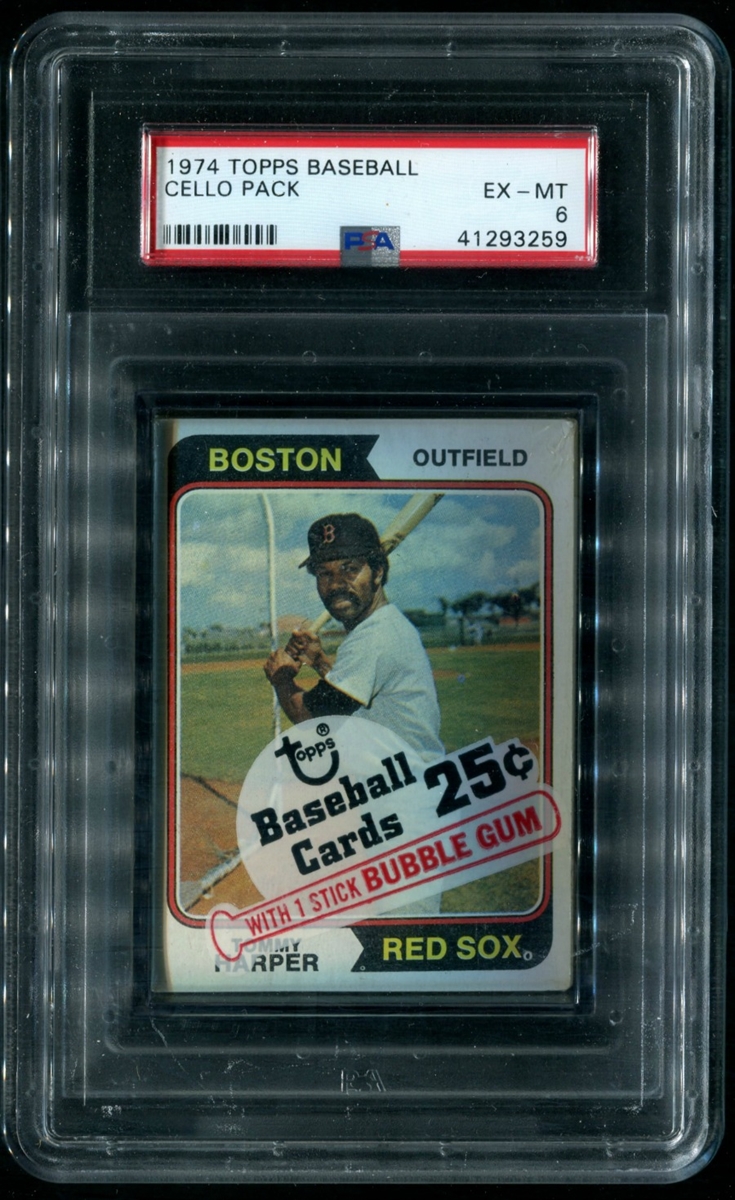 1974 TOPPS BASEBALL
CELLO PACK EX - MT
6
PSA 41293259
BOSTON OUTFIELD
B
topps®
Baseball 25¢
Cards
WITH 1 STICK BUBBLE GUM
TOMMY
HARPER RED SOX